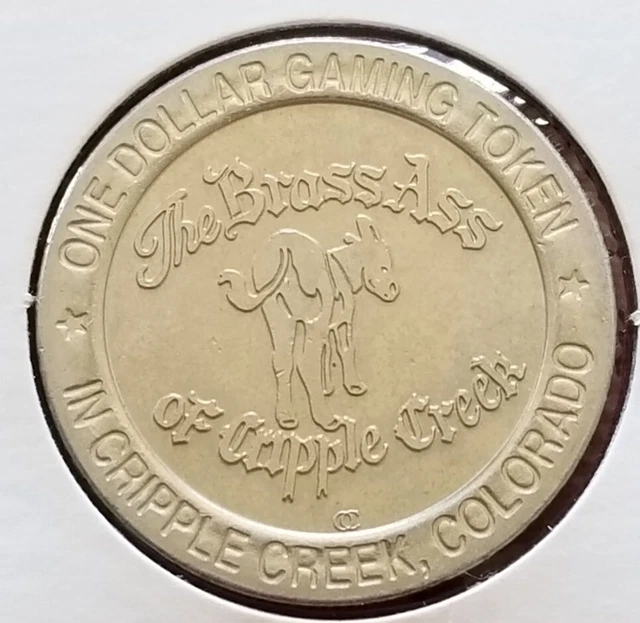 ONE DOLLAR GAMING TOKEN
The Brass Ass
of Cripple Creek
IN CRIPPLE CREEK, COLORADO